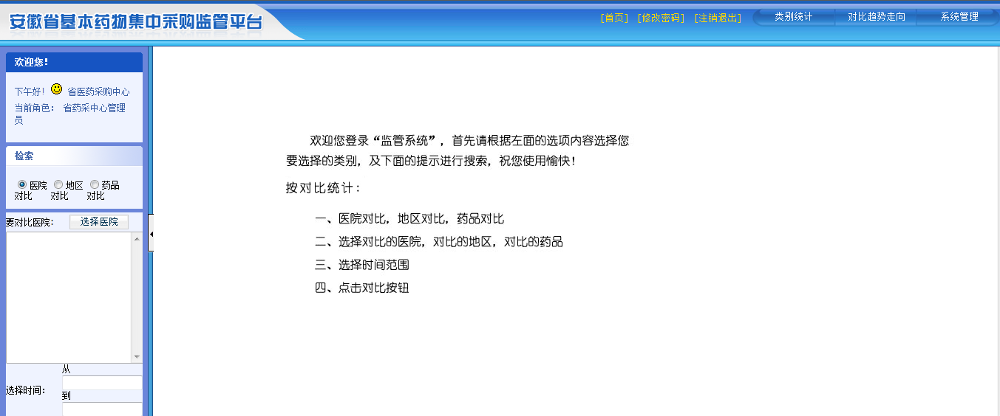 安徽省基本药物集中采购监管平台
[首页] [修改密码] [注销退出] 类别统计 对比趋势走向 系统管理
欢迎您！
下午好！ 省医药采购中心
当前角色： 省药采中心管理
员
检索
医院 地区 药品
对比 对比 对比
要对比医院： 选择医院
从
选择时间：
到
欢迎您登录“监管系统”，首先请根据左面的选项内容选择您
要选择的类别，及下面的提示进行搜索，祝您使用愉快！
按对比统计：
一、医院对比，地区对比，药品对比
二、选择对比的医院，对比的地区，对比的药品
三、选择时间范围
四、点击对比按钮